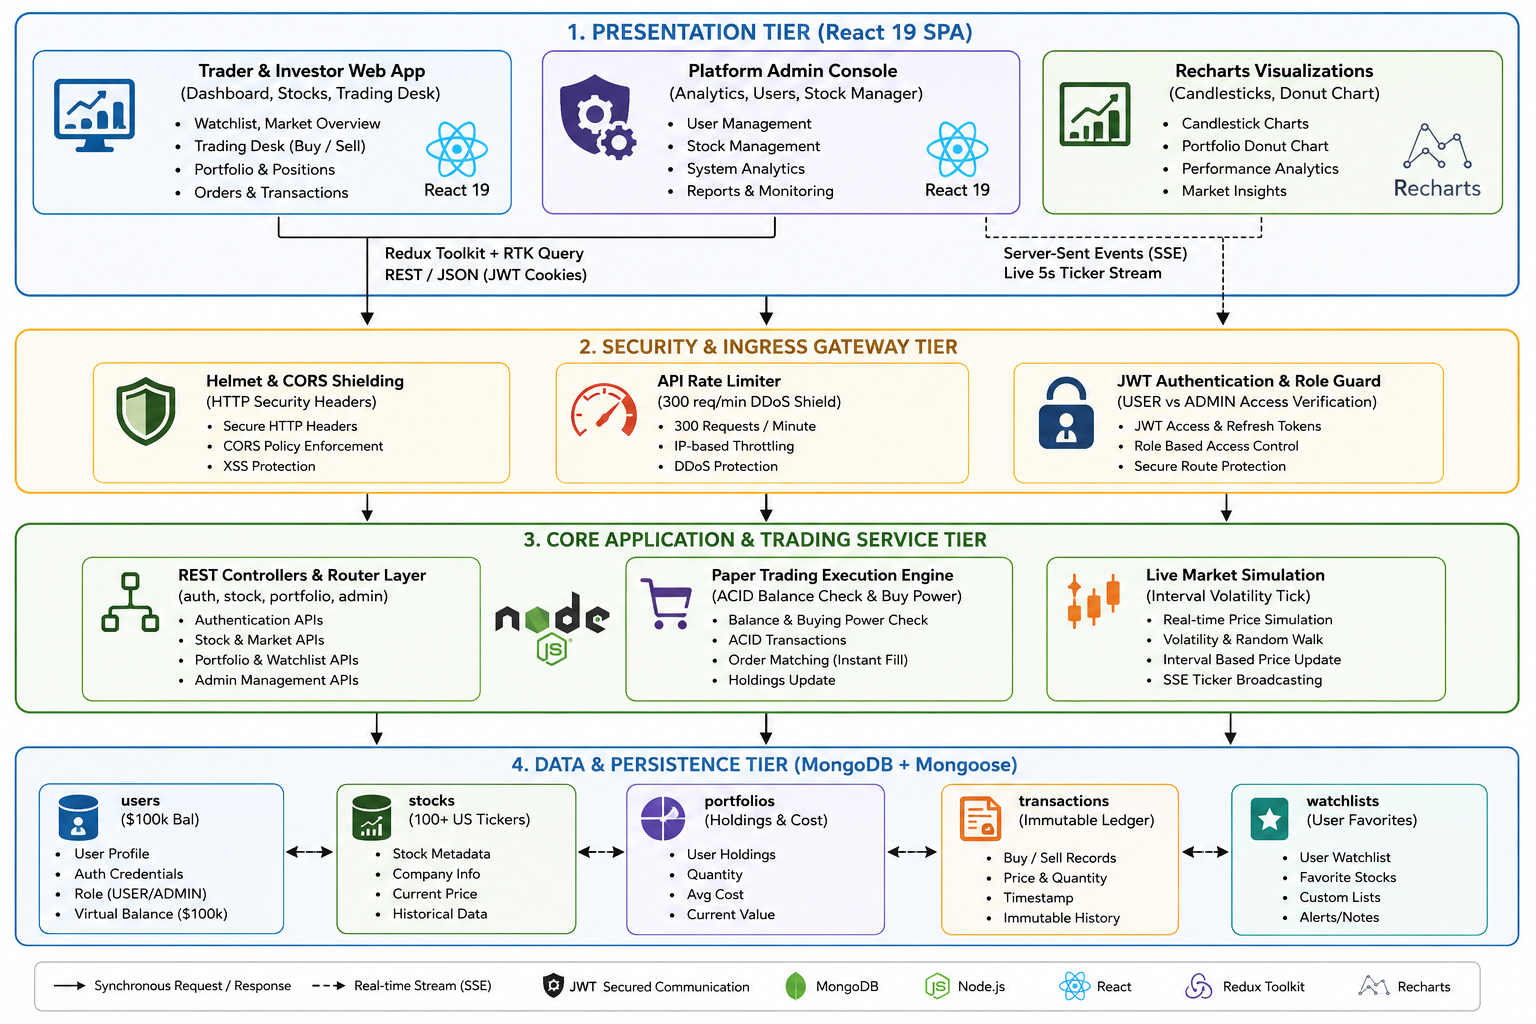 1. PRESENTATION TIER (React 19 SPA)
Trader & Investor Web App
(Dashboard, Stocks, Trading Desk)
• Watchlist, Market Overview
• Trading Desk (Buy / Sell)
• Portfolio & Positions
• Orders & Transactions
React 19
Platform Admin Console
(Analytics, Users, Stock Manager)
• User Management
• Stock Management
• System Analytics
• Reports & Monitoring
React 19
Recharts Visualizations
(Candlesticks, Donut Chart)
• Candlestick Charts
• Portfolio Donut Chart
• Performance Analytics
• Market Insights
Recharts
Redux Toolkit + RTK Query
REST / JSON (JWT Cookies)
Server-Sent Events (SSE)
Live 5s Ticker Stream
2. SECURITY & INGRESS GATEWAY TIER
Helmet & CORS Shielding
(HTTP Security Headers)
• Secure HTTP Headers
• CORS Policy Enforcement
• XSS Protection
API Rate Limiter
(300 req/min DDoS Shield)
• 300 Requests / Minute
• IP-based Throttling
• DDoS Protection
JWT Authentication & Role Guard
(USER vs ADMIN Access Verification)
• JWT Access & Refresh Tokens
• Role Based Access Control
• Secure Route Protection
3. CORE APPLICATION & TRADING SERVICE TIER
REST Controllers & Router Layer
(auth, stock, portfolio, admin)
• Authentication APIs
• Stock & Market APIs
• Portfolio & Watchlist APIs
• Admin Management APIs
node
JS
Paper Trading Execution Engine
(ACID Balance Check & Buy Power)
• Balance & Buying Power Check
• ACID Transactions
• Order Matching (Instant Fill)
• Holdings Update
Live Market Simulation
(Interval Volatility Tick)
• Real-time Price Simulation
• Volatility & Random Walk
• Interval Based Price Update
• SSE Ticker Broadcasting
4. DATA & PERSISTENCE TIER (MongoDB + Mongoose)
users
($100k Bal)
• User Profile
• Auth Credentials
• Role (USER/ADMIN)
• Virtual Balance ($100k)
stocks
(100+ US Tickers)
• Stock Metadata
• Company Info
• Current Price
• Historical Data
portfolios
(Holdings & Cost)
• User Holdings
• Quantity
• Avg Cost
• Current Value
transactions
(Immutable Ledger)
• Buy / Sell Records
• Price & Quantity
• Timestamp
• Immutable History
watchlists
(User Favorites)
• User Watchlist
• Favorite Stocks
• Custom Lists
• Alerts/Notes
Synchronous Request / Response
Real-time Stream (SSE)
JWT Secured Communication
MongoDB
JS
Node.js
React
Redux Toolkit
Recharts